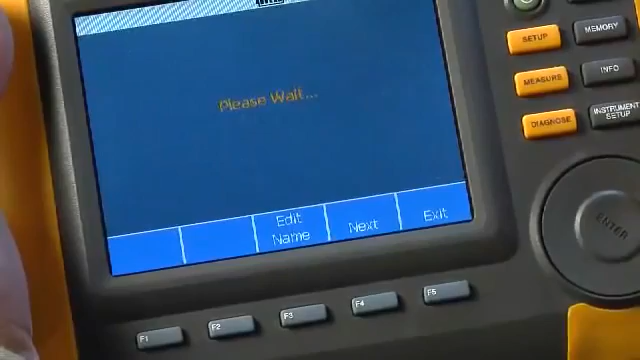 Please Wait...
Edit Name
Next
Exit
SETUP
MEMORY
MEASURE
INFO
DIAGNOSE
INSTRUMENT SETUP
ENTER
F1
F2
F3
F4
F5